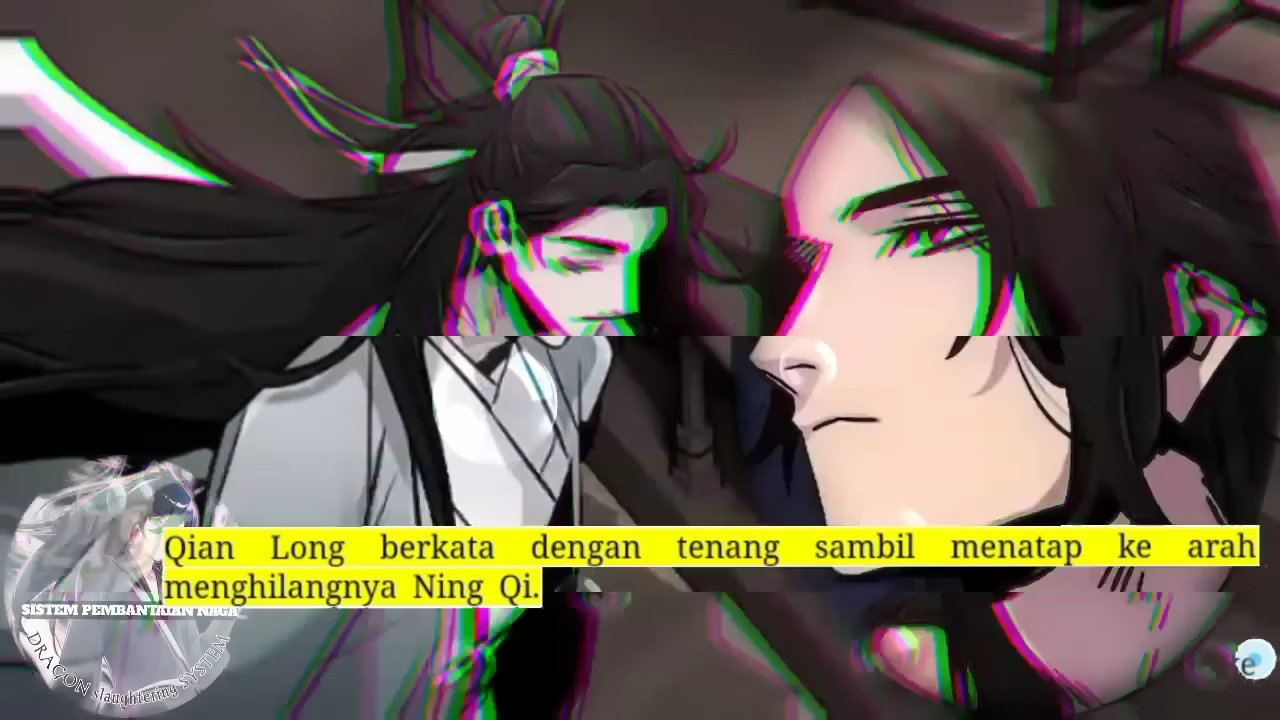 Qian Long berkata dengan tenang sambil menatap ke arah
menghilangnya Ning Qi.
SISTEM PEMBANTAIAN NAGA
DRAGON slaughtering SYSTEM